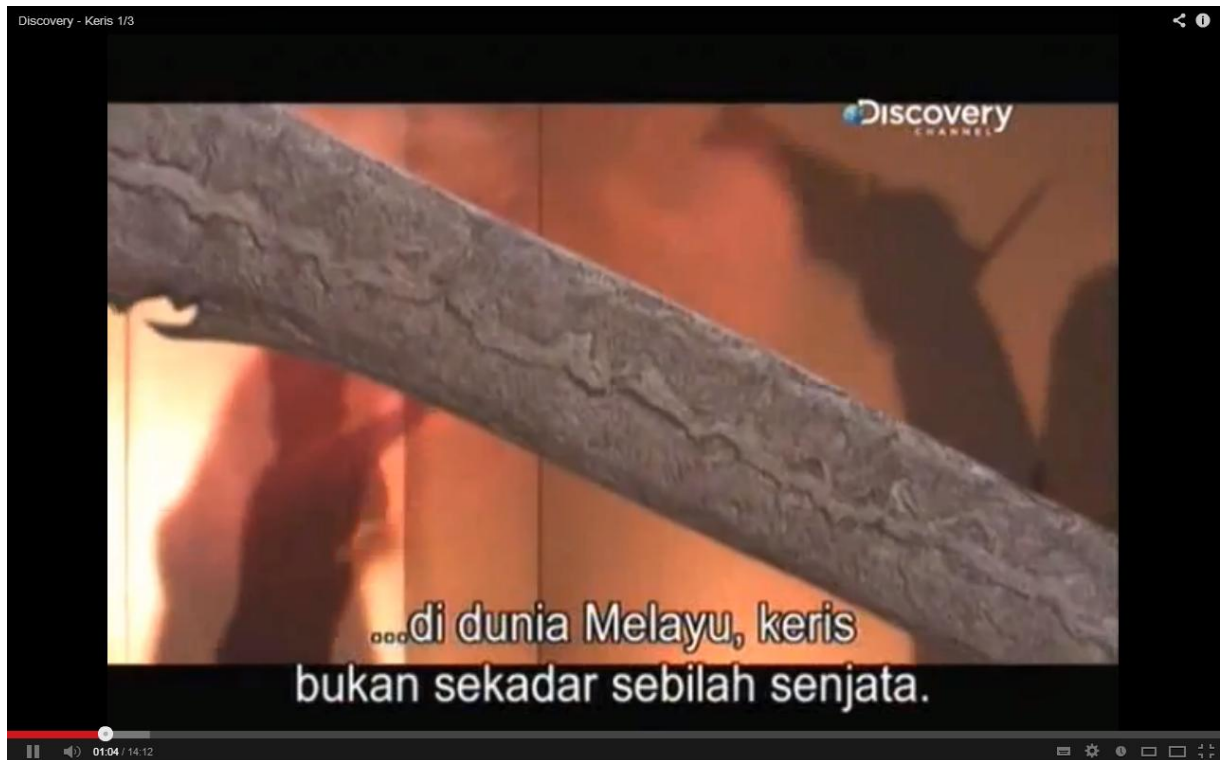 Discovery - Keris 1/3
Discovery
CHANNEL
...di dunia Melayu, keris
bukan sekadar sebilah senjata.
01:04 / 14:12